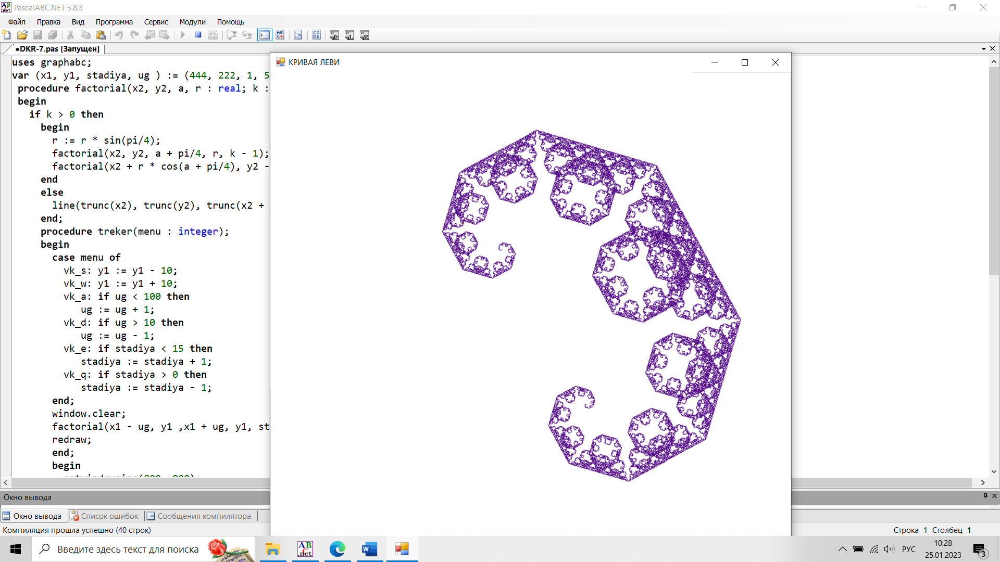 PascalABC.NET 3.8.3
Файл Правка Вид Программа Сервис Модули Помощь
•DKR-7.pas [Запущен]
КРИВАЯ ЛЕВИ
uses graphabc;
var (x1, y1, stadiya, ug ) := (444, 222, 1, 5
procedure factorial(x2, y2, a, r : real; k :
begin
if k > 0 then
begin
r := r * sin(pi/4);
factorial(x2, y2, a + pi/4, r, k - 1);
factorial(x2 + r * cos(a + pi/4), y2 -
end
else
line(trunc(x2), trunc(y2), trunc(x2 +
end;
procedure treker(menu : integer);
begin
case menu of
vk_s: y1 := y1 - 10;
vk_w: y1 := y1 + 10;
vk_a: if ug < 100 then
ug := ug + 1;
vk_d: if ug > 10 then
ug := ug - 1;
vk_e: if stadiya < 15 then
stadiya := stadiya + 1;
vk_q: if stadiya > 0 then
stadiya := stadiya - 1;
end;
window.clear;
factorial(x1 - ug, y1 ,x1 + ug, y1, st
redraw;
end;
begin
Окно вывода
Окно вывода Список ошибок Сообщения компилятора
Компиляция прошла успешно (40 строк)
Строка 1 Столбец 1
Введите здесь текст для поиска
РУС
10:28
25.01.2023
3